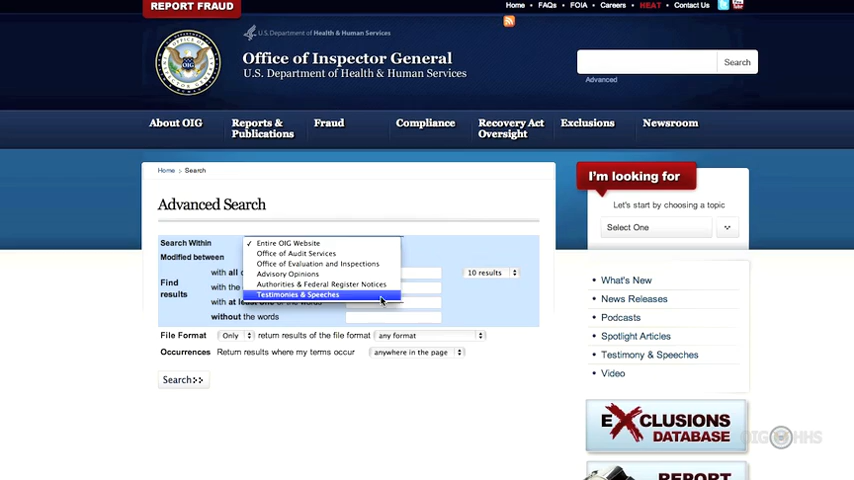 REPORT FRAUD
Home FAQs FOIA Careers HEAT Contact Us
U.S. Department of Health & Human Services
Office of Inspector General
U.S. Department of Health & Human Services
Search
Advanced
About OIG
Reports & Publications
Fraud
Compliance
Recovery Act Oversight
Exclusions
Newsroom
Home > Search
I'm looking for
Let's start by choosing a topic
Select One
Advanced Search
Search Within
✓ Entire OIG Website
Office of Audit Services
Office of Evaluation and Inspections
Advisory Opinions
Authorities & Federal Register Notices
Testimonies & Speeches
Modified between
Find results
with all
10 results
with the
with at least one of the words
without the words
File Format Only return results of the file format any format
Occurrences Return results where my terms occur anywhere in the page
Search>>
What's New
News Releases
Podcasts
Spotlight Articles
Testimony & Speeches
Video
EXCLUSIONS
DATABASE
OIG HHS
REPORT